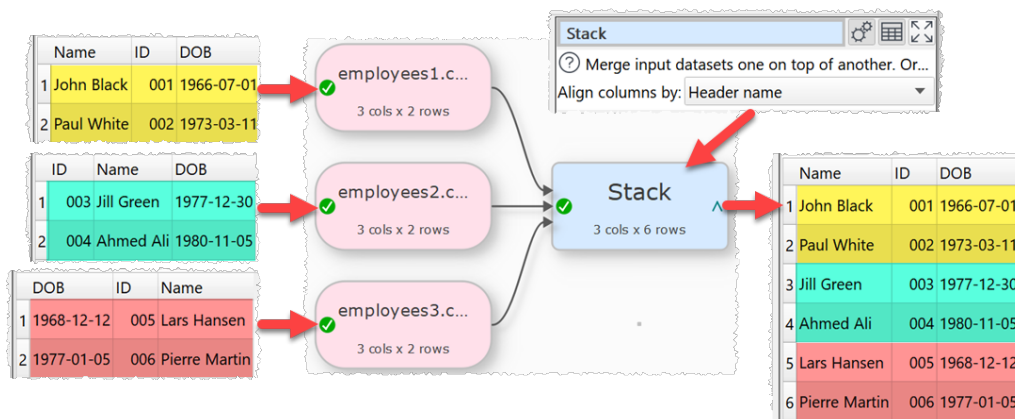 Name ID DOB
1 John Black 001 1966-07-01
2 Paul White 002 1973-03-11
ID Name DOB
1 003 Jill Green 1977-12-30
2 004 Ahmed Ali 1980-11-05
DOB ID Name
1 1968-12-12 005 Lars Hansen
2 1977-01-05 006 Pierre Martin
employees1.c...
3 cols x 2 rows
employees2.c...
3 cols x 2 rows
employees3.c...
3 cols x 2 rows
Stack
? Merge input datasets one on top of another. Or...
Align columns by: Header name
Stack
3 cols x 6 rows
Name ID DOB
1 John Black 001 1966-07-01
2 Paul White 002 1973-03-11
3 Jill Green 003 1977-12-30
4 Ahmed Ali 004 1980-11-05
5 Lars Hansen 005 1968-12-12
6 Pierre Martin 006 1977-01-05